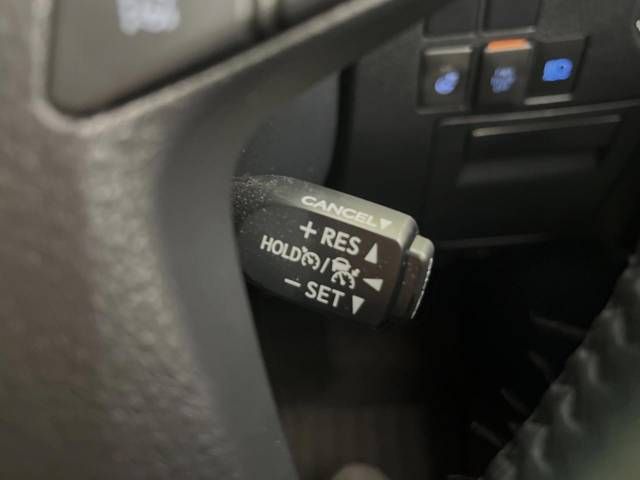 CANCEL▼
+ RES ▲
HOLD /
− SET ▼